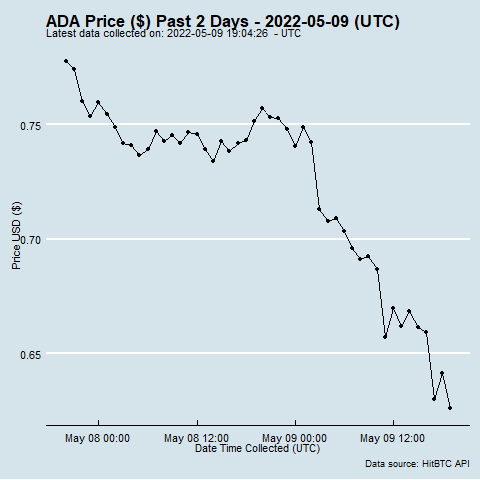 ADA Price ($) Past 2 Days - 2022-05-09 (UTC)
Latest data collected on: 2022-05-09 19:04:26 - UTC
0.75
0.70
0.65
Price USD ($)
May 08 00:00
May 08 12:00
May 09 00:00
May 09 12:00
Date Time Collected (UTC)
Data source: HitBTC API